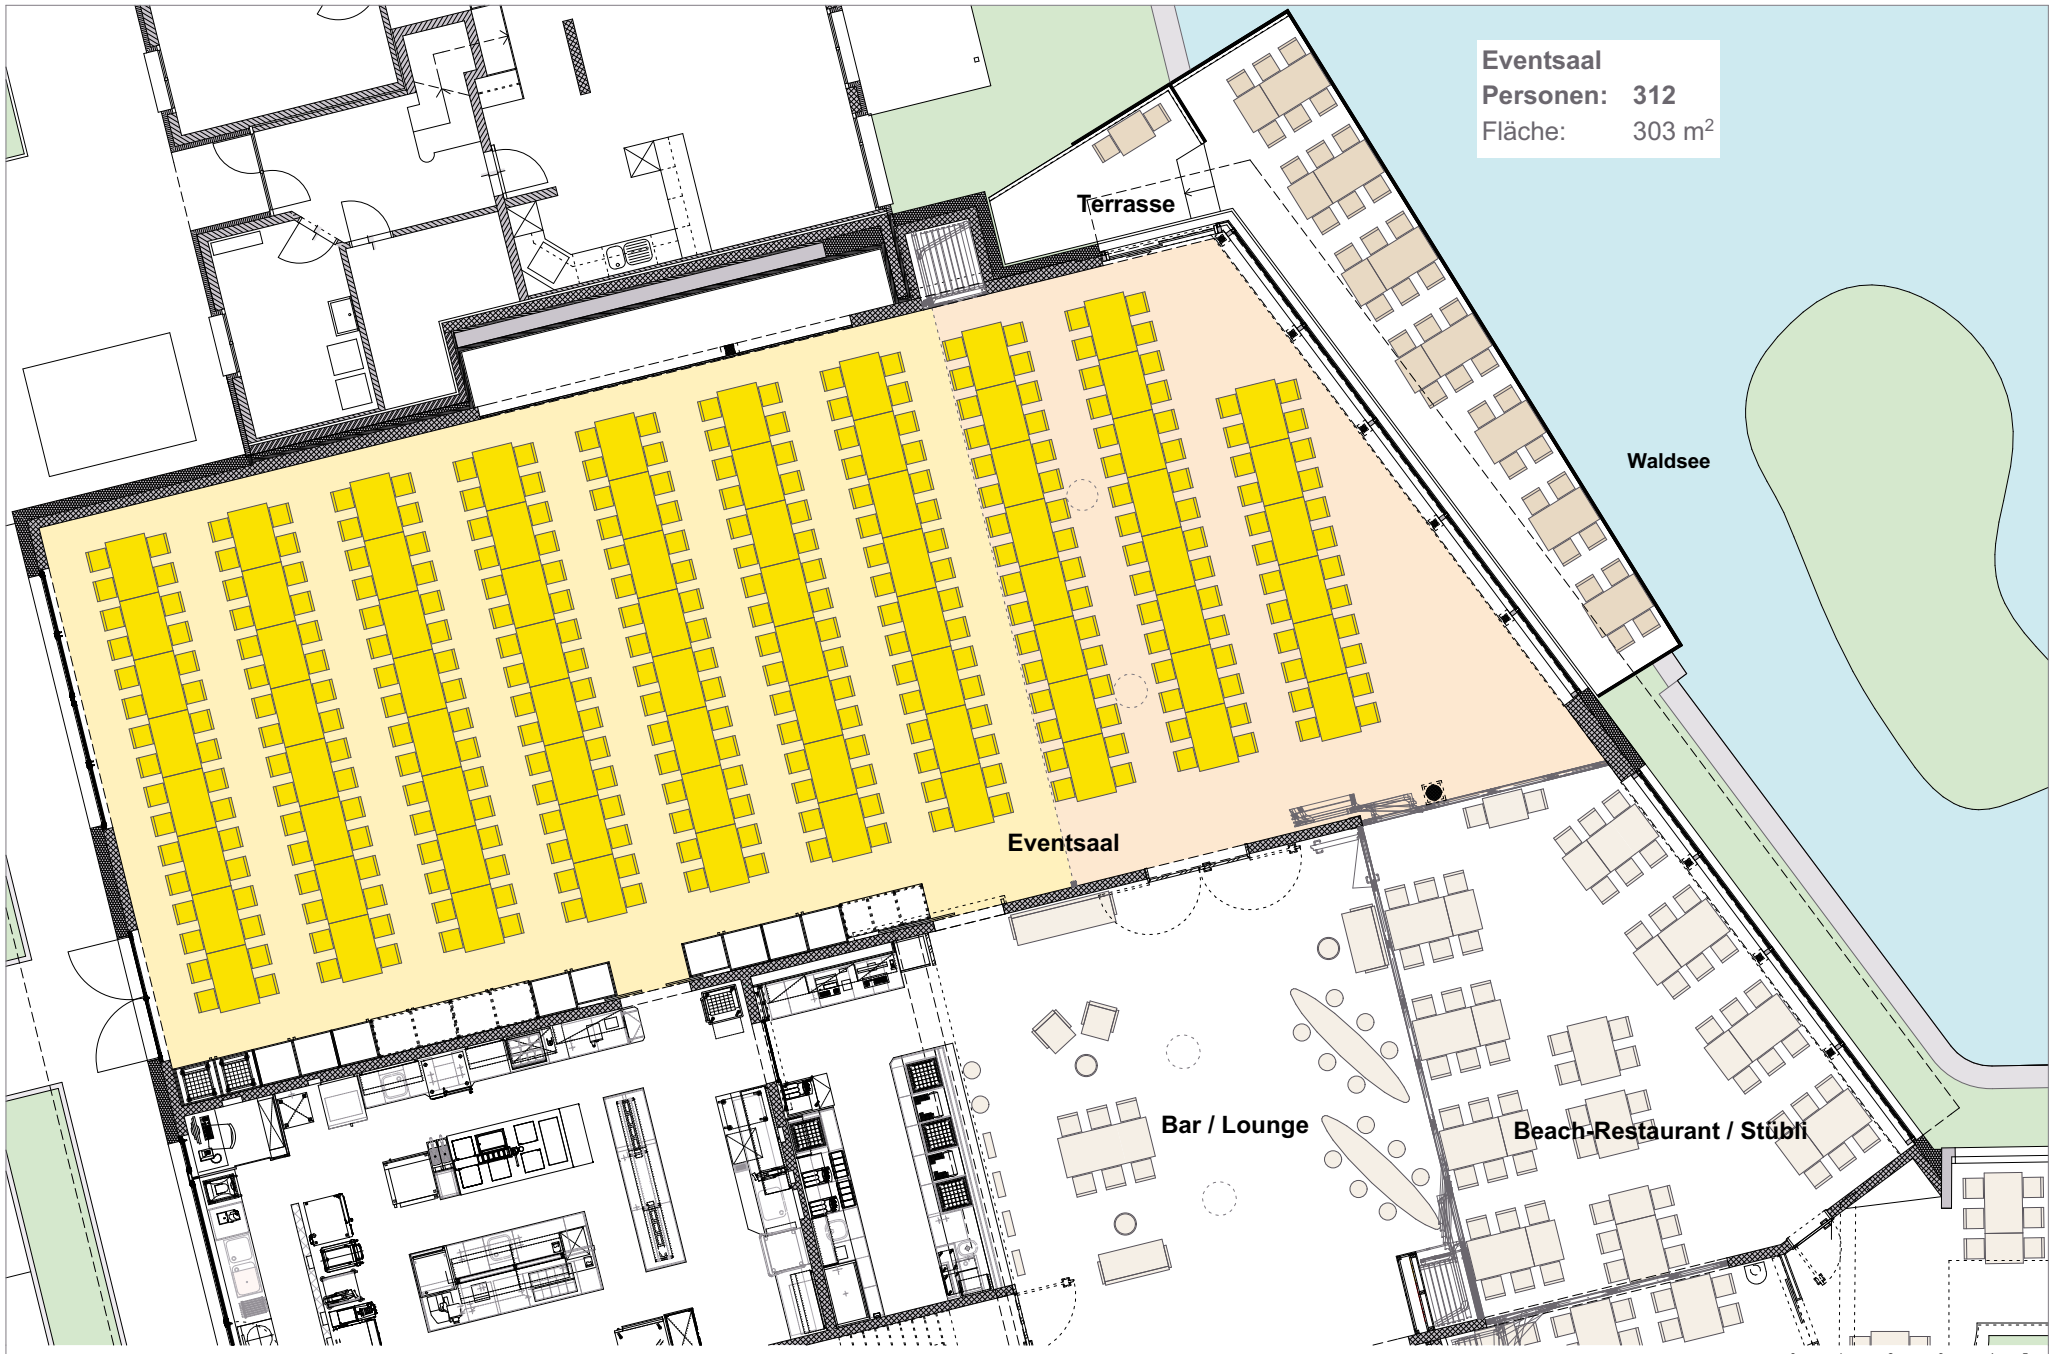 Eventsaal
Personen: 312
Fläche: 303 m²
Terrasse
Waldsee
Eventsaal
Bar / Lounge
Beach-Restaurant / Stübli